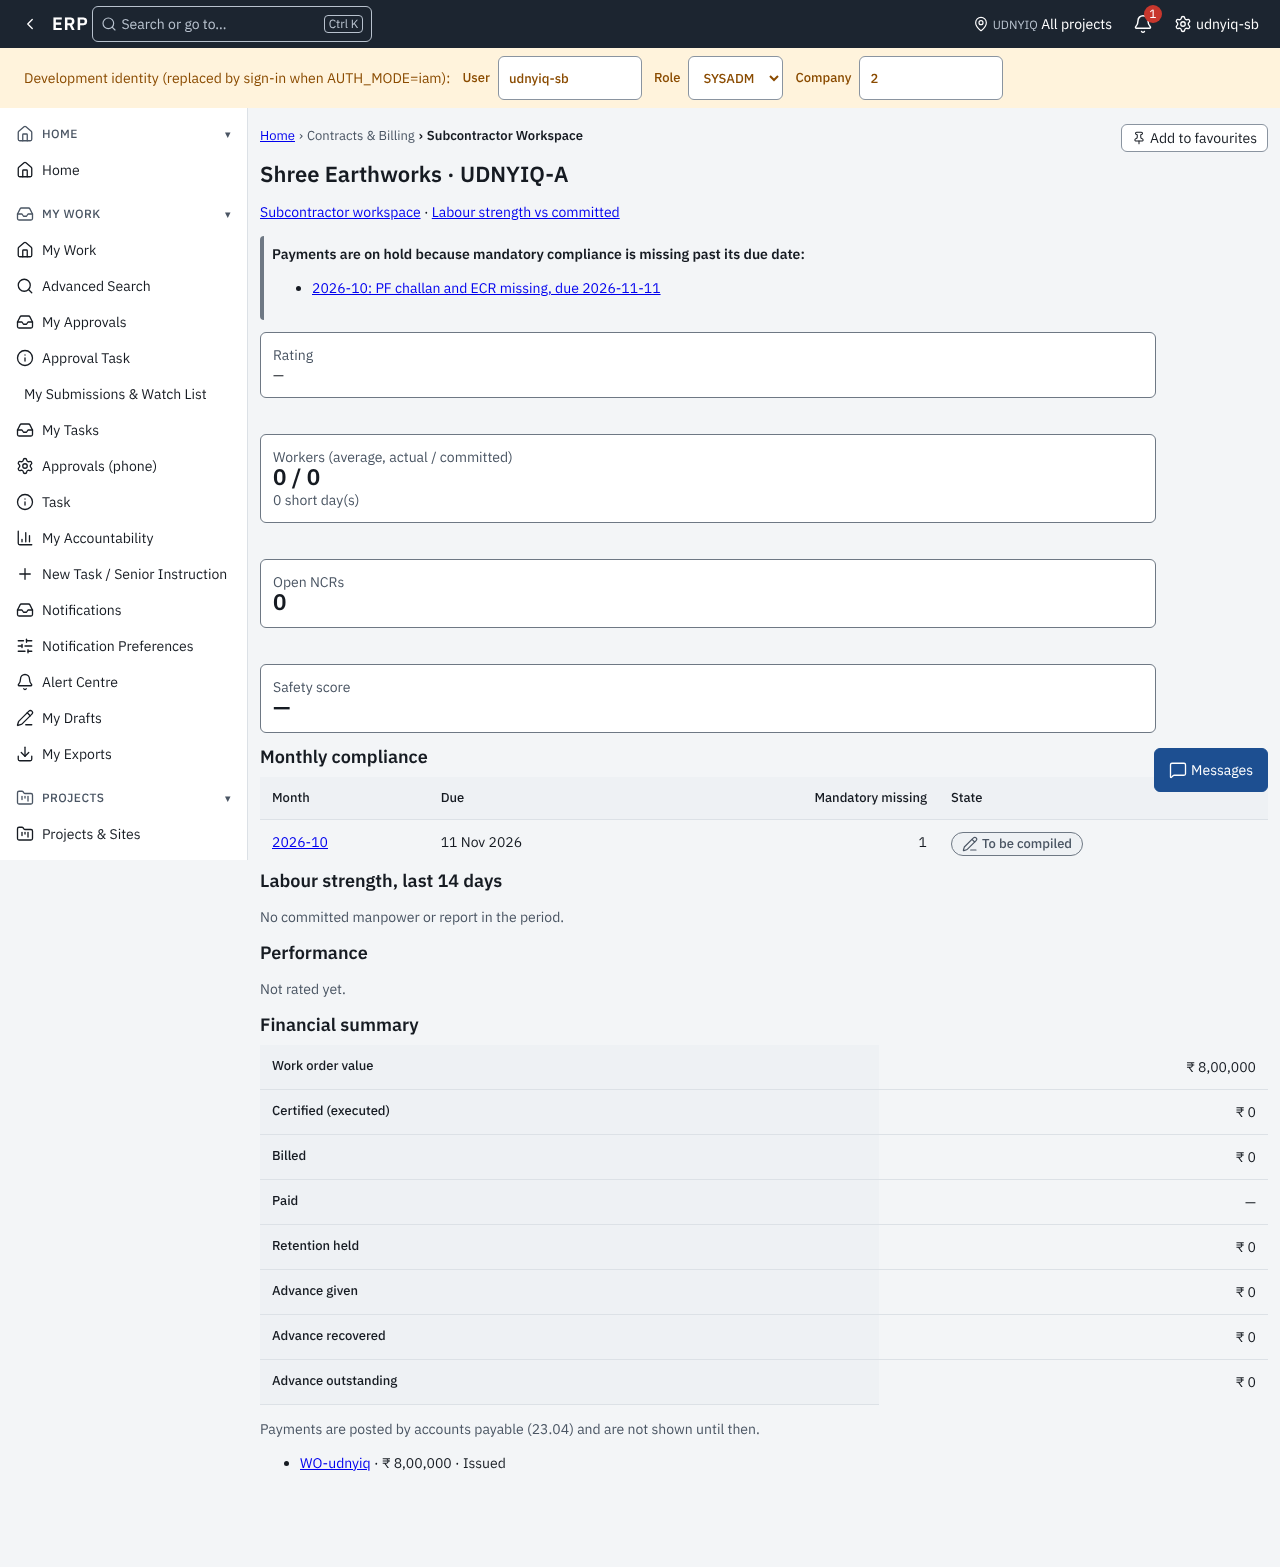 ERP
Search or go to...
Ctrl K
UDNYIQ All projects
1
udnyiq-sb
Development identity (replaced by sign-in when AUTH_MODE=iam):
User
udnyiq-sb
Role
SYSADM
Company
2
HOME
Home
MY WORK
My Work
Advanced Search
My Approvals
Approval Task
My Submissions & Watch List
My Tasks
Approvals (phone)
Task
My Accountability
New Task / Senior Instruction
Notifications
Notification Preferences
Alert Centre
My Drafts
My Exports
PROJECTS
Projects & Sites
Home › Contracts & Billing › Subcontractor Workspace
Add to favourites
Shree Earthworks · UDNYIQ-A
Subcontractor workspace · Labour strength vs committed
Payments are on hold because mandatory compliance is missing past its due date:
• 2026-10: PF challan and ECR missing, due 2026-11-11
Rating
—
Workers (average, actual / committed)
0 / 0
0 short day(s)
Open NCRs
0
Safety score
—
Monthly compliance
Messages
Month Due Mandatory missing State
2026-10 11 Nov 2026 1 To be compiled
Labour strength, last 14 days
No committed manpower or report in the period.
Performance
Not rated yet.
Financial summary
Work order value ₹ 8,00,000
Certified (executed) ₹ 0
Billed ₹ 0
Paid —
Retention held ₹ 0
Advance given ₹ 0
Advance recovered ₹ 0
Advance outstanding ₹ 0
Payments are posted by accounts payable (23.04) and are not shown until then.
• WO-udnyiq · ₹ 8,00,000 · Issued